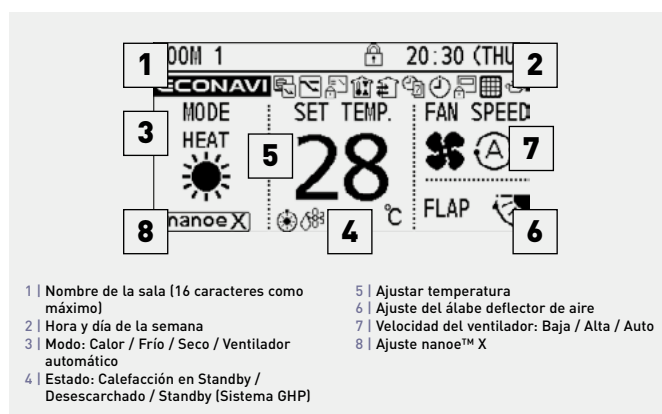 1 OOM 1 20:30 (THU 2
ECONAVI
MODE SET TEMP. FAN SPEED
3 HEAT 5 28 A 7
8 nanoe X 4 °C FLAP 6
1 | Nombre de la sala (16 caracteres como
máximo)
2 | Hora y día de la semana
3 | Modo: Calor / Frío / Seco / Ventilador
automático
4 | Estado: Calefacción en Standby /
Desescarchado / Standby (Sistema GHP)
5 | Ajustar temperatura
6 | Ajuste del álabe deflector de aire
7 | Velocidad del ventilador: Baja / Alta / Auto
8 | Ajuste nanoe™ X